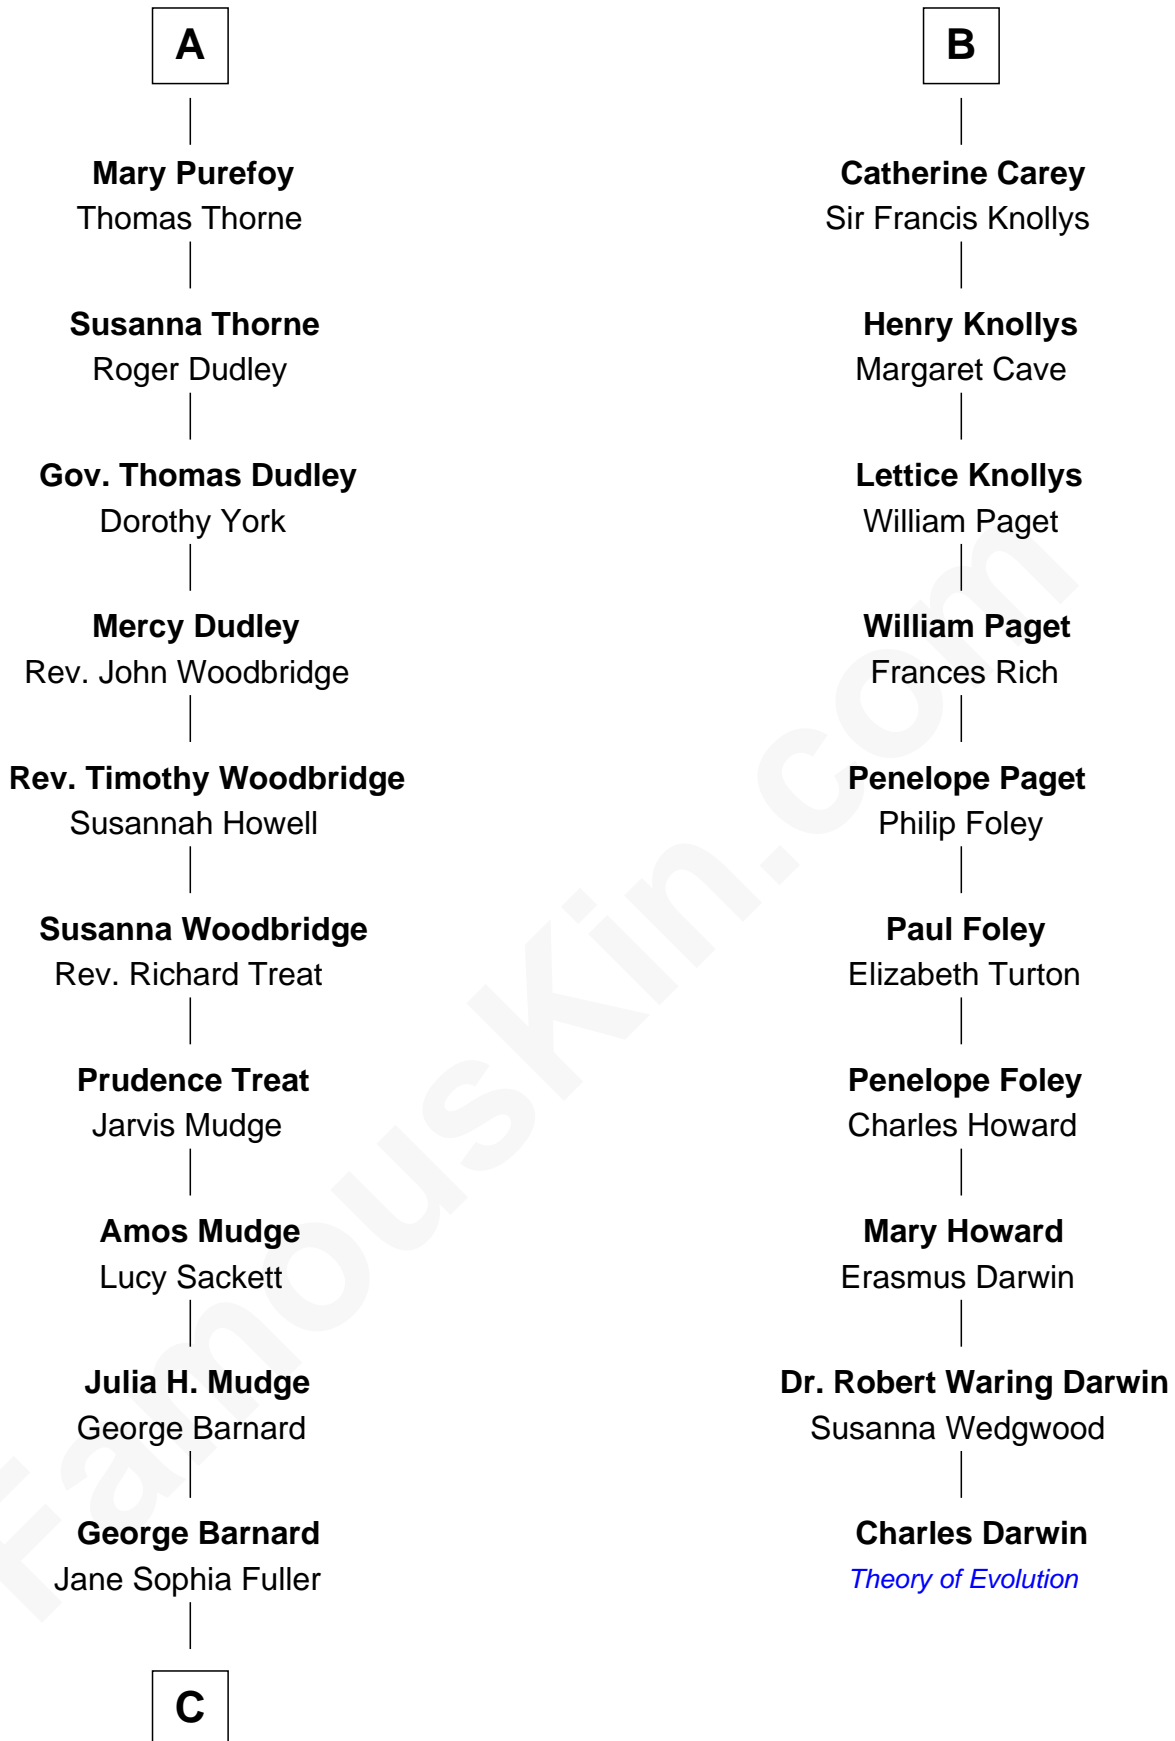 A
Mary Purefoy
Thomas Thorne
Susanna Thorne
Roger Dudley
Gov. Thomas Dudley
Dorothy York
Mercy Dudley
Rev. John Woodbridge
Rev. Timothy Woodbridge
Susannah Howell
Susanna Woodbridge
Rev. Richard Treat
Prudence Treat
Jarvis Mudge
Amos Mudge
Lucy Sackett
Julia H. Mudge
George Barnard
George Barnard
Jane Sophia Fuller
C
B
Catherine Carey
Sir Francis Knollys
Henry Knollys
Margaret Cave
Lettice Knollys
William Paget
William Paget
Frances Rich
Penelope Paget
Philip Foley
Paul Foley
Elizabeth Turton
Penelope Foley
Charles Howard
Mary Howard
Erasmus Darwin
Dr. Robert Waring Darwin
Susanna Wedgwood
Charles Darwin
Theory of Evolution
FamousKin.com